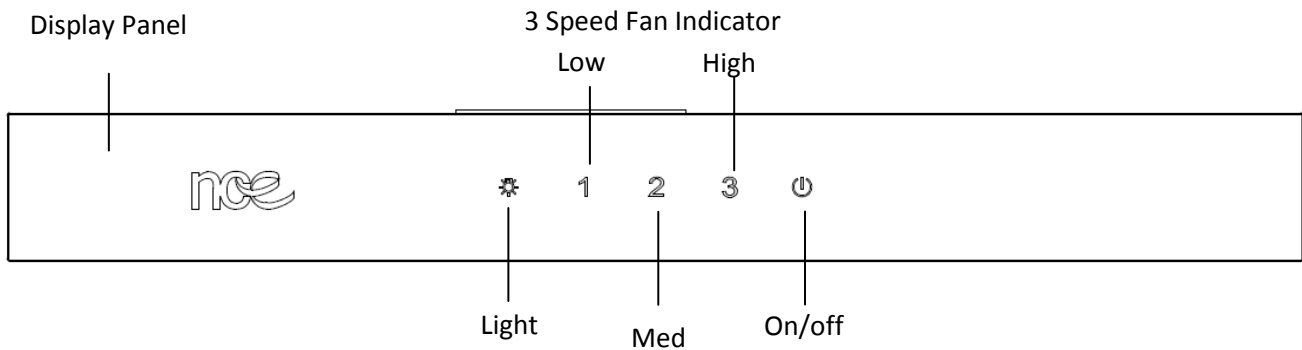 Display Panel
3 Speed Fan Indicator
Low High
nce 1 2 3
Light Med On/off